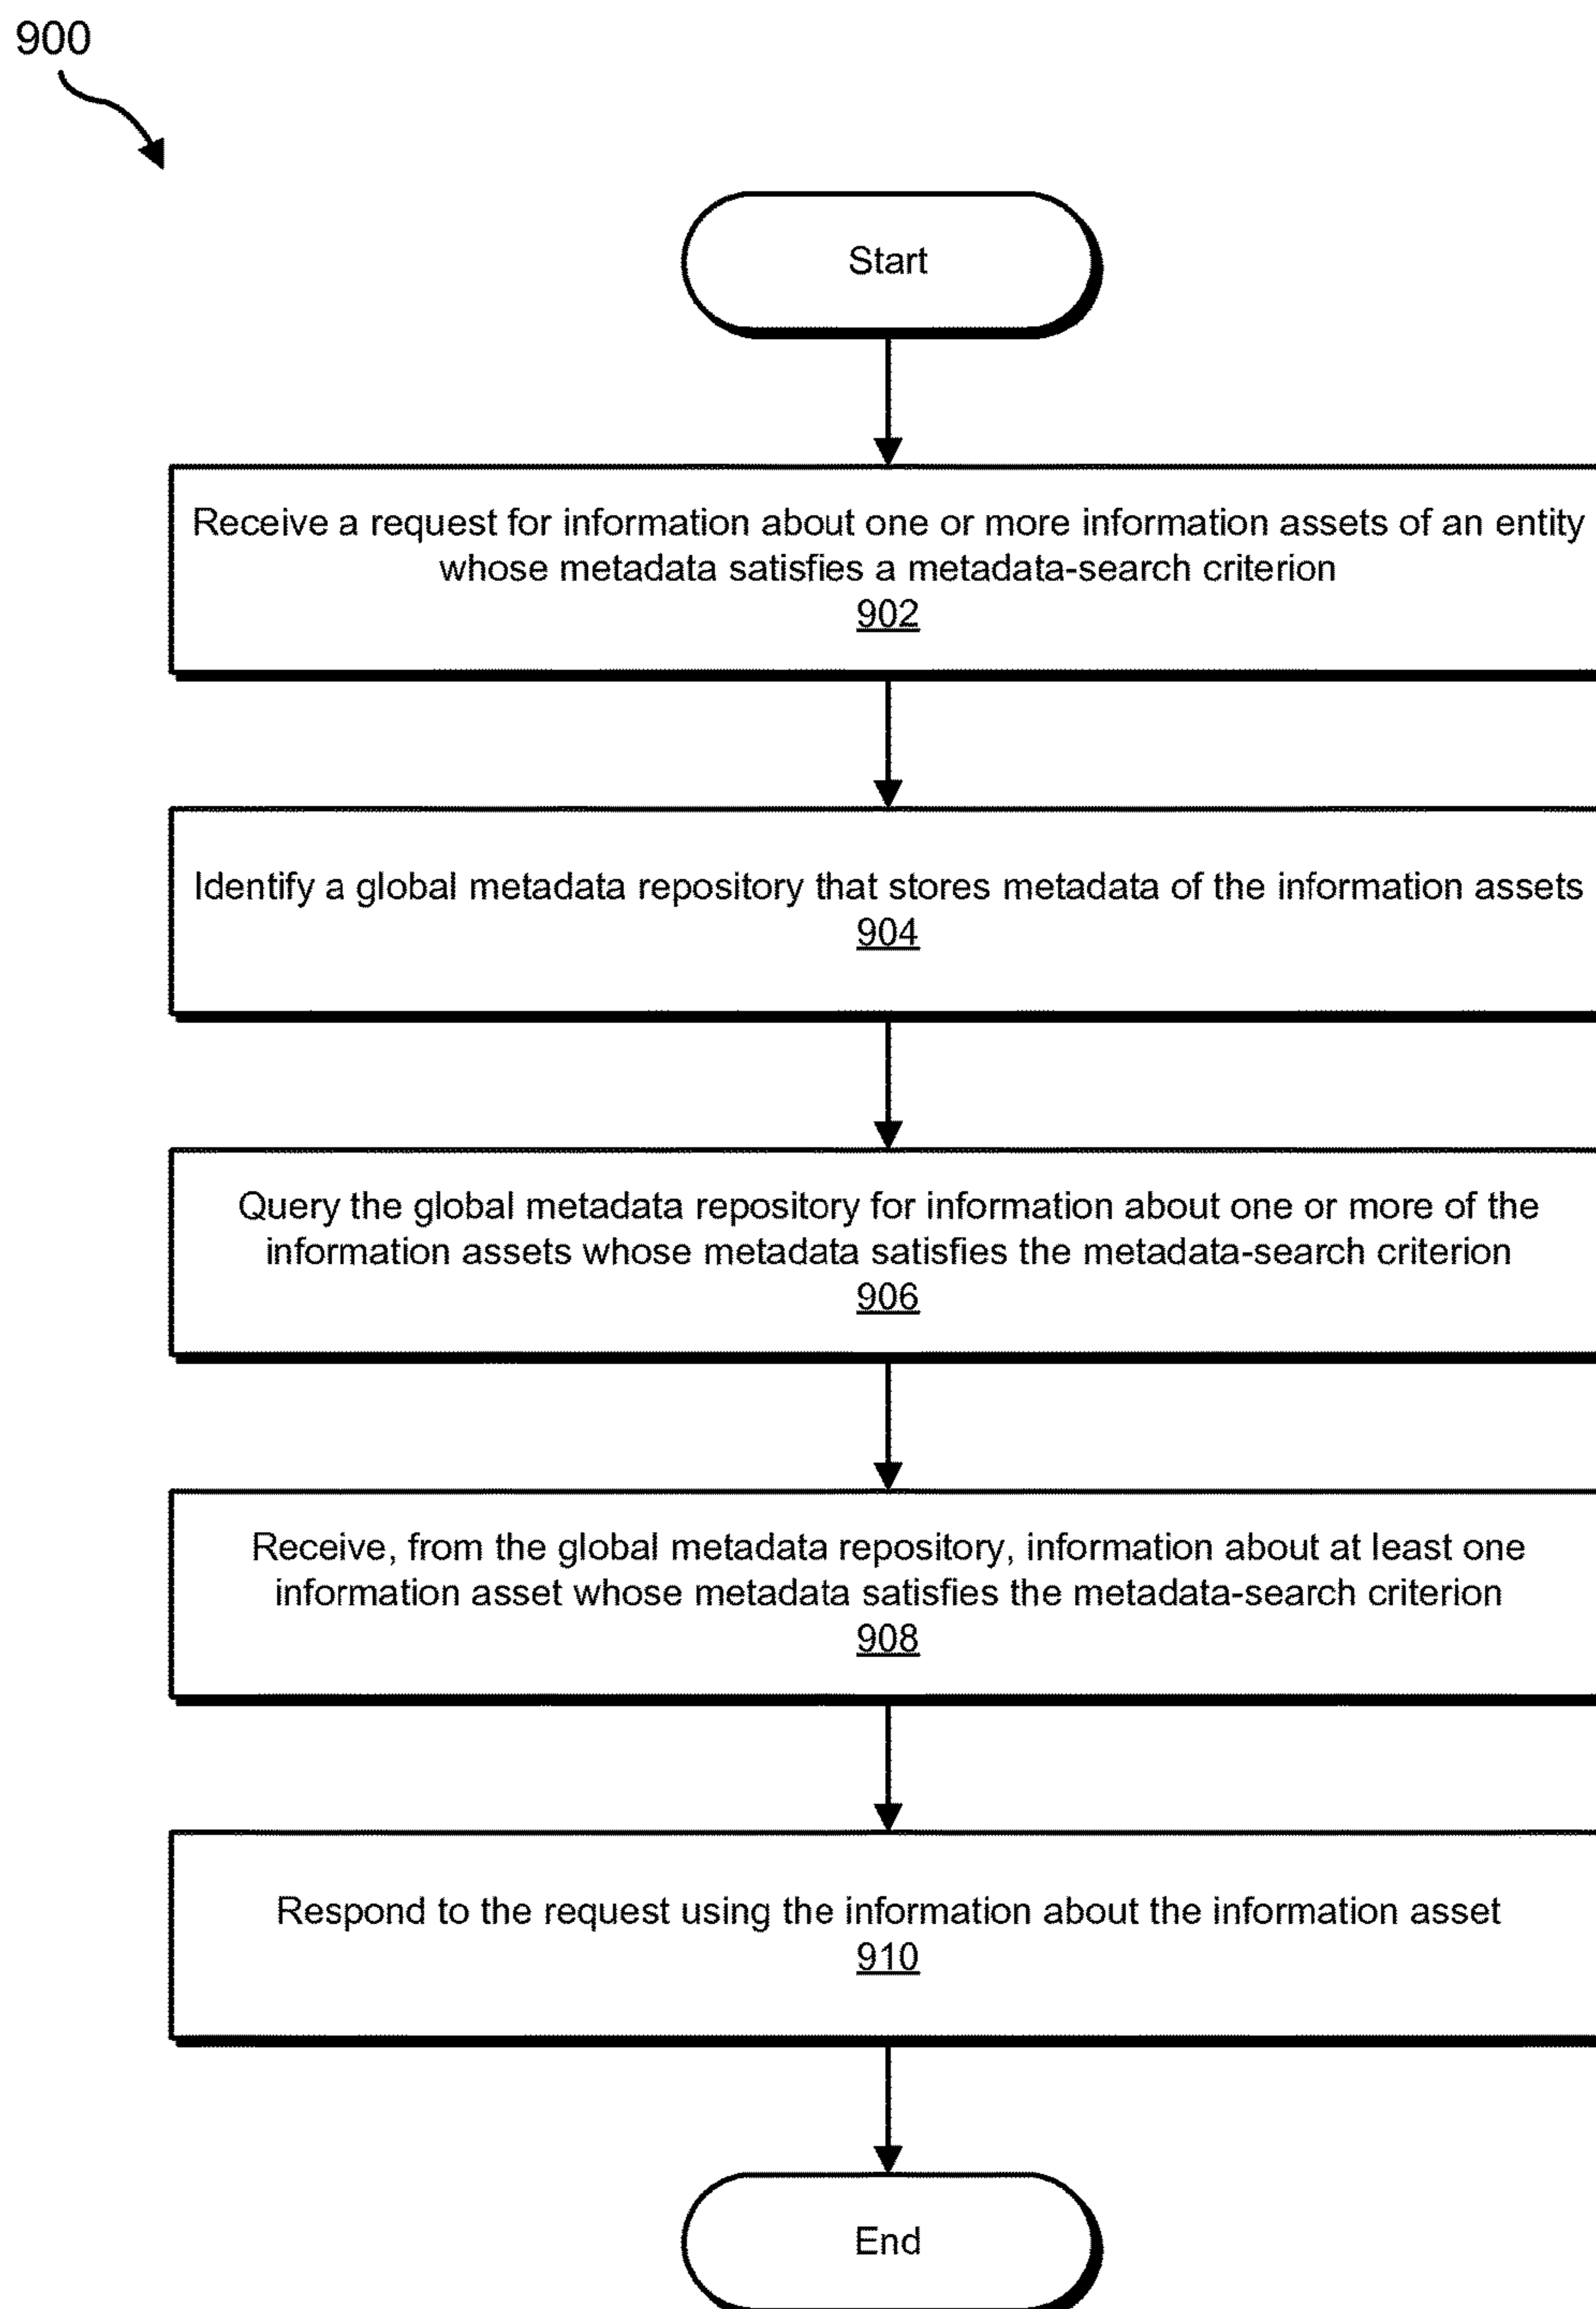 900
Start
Receive a request for information about one or more information assets of an entity
whose metadata satisfies a metadata-search criterion
902
Identify a global metadata repository that stores metadata of the information assets
904
Query the global metadata repository for information about one or more of the
information assets whose metadata satisfies the metadata-search criterion
906
Receive, from the global metadata repository, information about at least one
information asset whose metadata satisfies the metadata-search criterion
908
Respond to the request using the information about the information asset
910
End